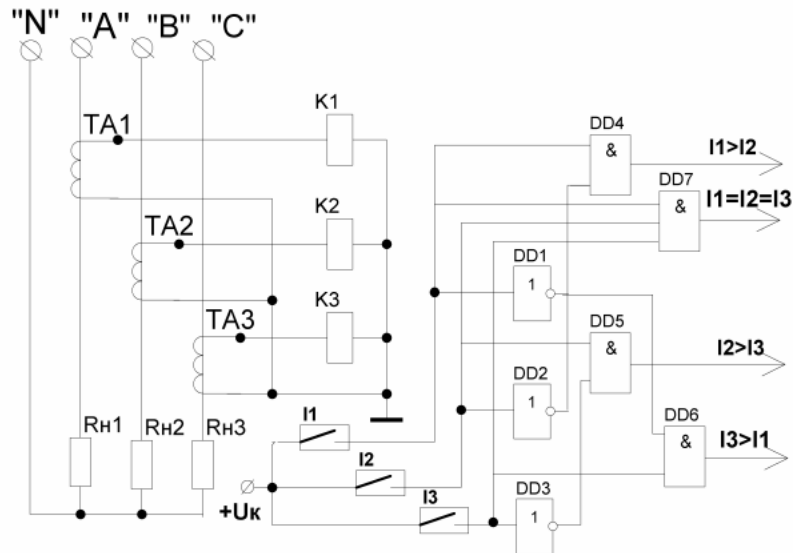 "N" "A" "B" "C"
K1
TA1
DD4
&
I1>I2
DD7
&
I1=I2=I3
K2
TA2
DD1
1
K3
TA3
DD5
&
I2>I3
DD2
1
Rн1 Rн2 Rн3
I1
DD6
&
I3>I1
I2
+Uк
I3
DD3
1